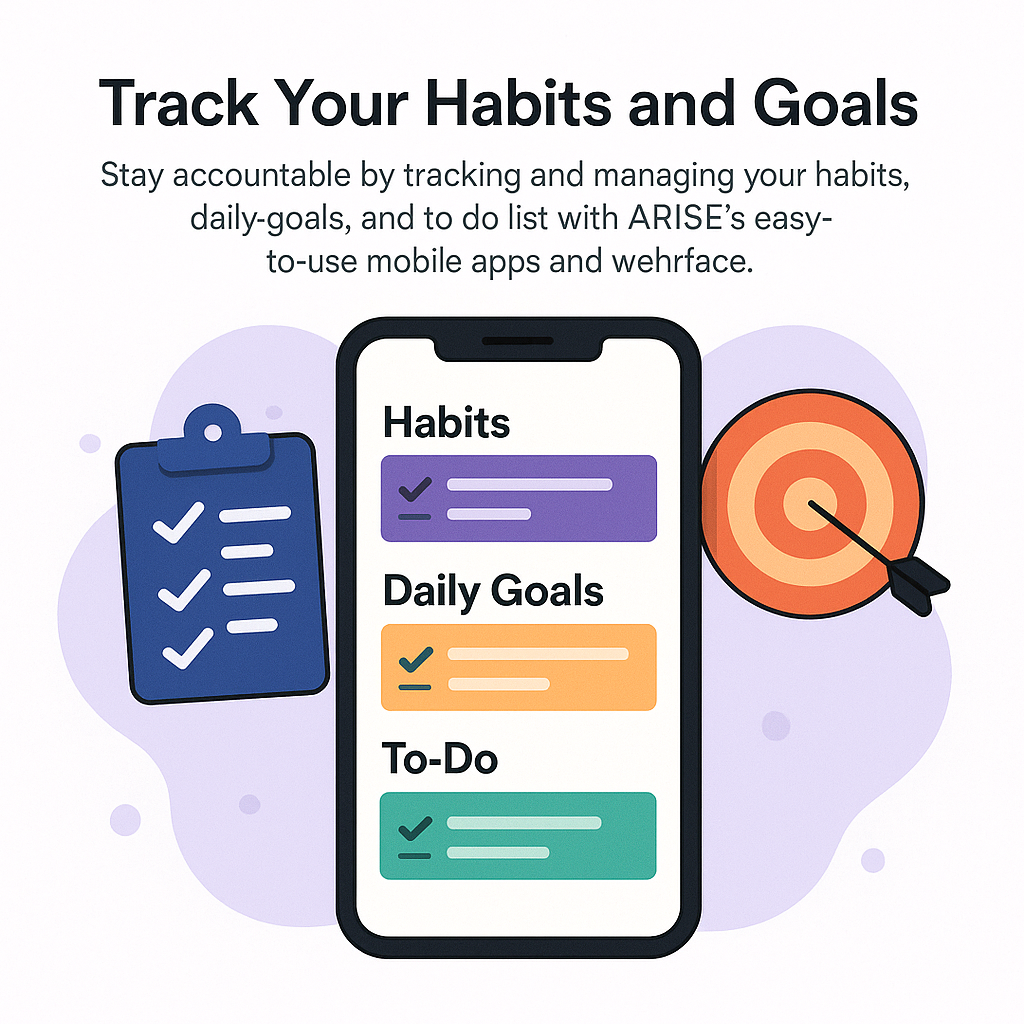 Track Your Habits and Goals
Stay accountable by tracking and managing your habits,
daily-goals, and to do list with ARISE’s easy-
to-use mobile apps and wehrface.
Habits
Daily Goals
To-Do